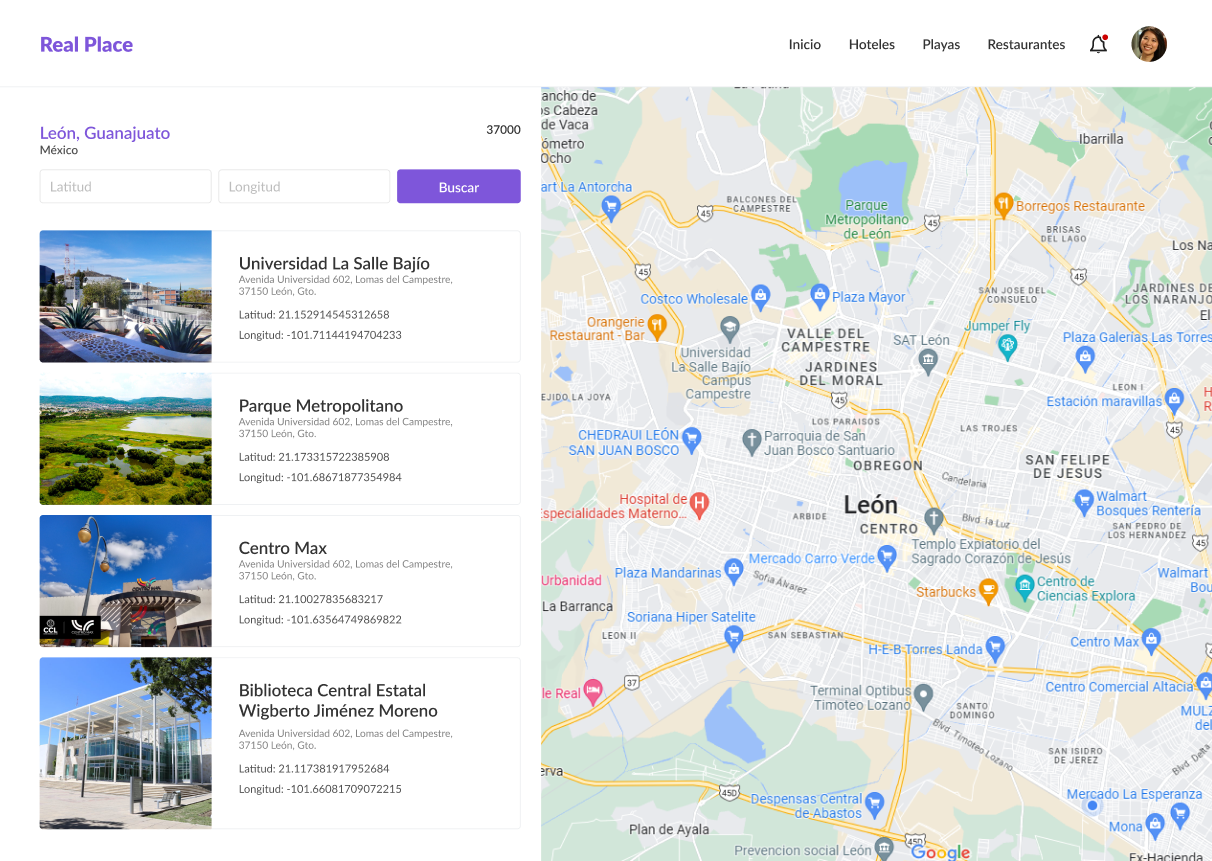 Real Place
Inicio
Hoteles
Playas
Restaurantes
León, Guanajuato
37000
México
Latitud
Longitud
Buscar
Universidad La Salle Bajío
Avenida Universidad 602, Lomas del Campestre,
37150 León, Gto.
Latitud: 21.152914545312658
Longitud: -101.71144194704233
Parque Metropolitano
Avenida Universidad 602, Lomas del Campestre,
37150 León, Gto.
Latitud: 21.173315722385908
Longitud: -101.68671877354984
Centro Max
Avenida Universidad 602, Lomas del Campestre,
37150 León, Gto.
Latitud: 21.10027835683217
Longitud: -101.63564749869822
CCL
Biblioteca Central Estatal
Wigberto Jiménez Moreno
Avenida Universidad 602, Lomas del Campestre,
37150 León, Gto.
Latitud: 21.117381917952684
Longitud: -101.66081709072215
ancho de
os Cabeza
de Vaca
ómetro
Ocho
Ibarrilla
art La Antorcha
BALCONES DEL
CAMPESTRE
45
Parque
Metropolitano
de León
45
Borregos Restaurante
BRISAS
DEL LAGO
Los Na
45
45
SAN JOSE DEL
CONSUELO
JARDINES DE
LOS NARANJO
El
Costco Wholesale
Plaza Mayor
Orangerie
Restaurant - Bar
Universidad
La Salle Bajío
Campus
Campestre
VALLE DEL
CAMPESTRE
JARDINES
DEL MORAL
SAT León
Jumper Fly
Plaza Galerías Las Torres
LEON I
Estación maravillas
H
R
EJIDO LA JOYA
45
45
LOS PARAISOS
LAS TROJES
CHEDRAUI LEÓN
SAN JUAN BOSCO
Parroquia de San
Juan Bosco Santuario
OBREGON
SAN FELIPE
DE JESUS
Candelaria
Hospital de
Especialidades Materno...
León
ARBIDE
CENTRO
Blvd. la Luz
Walmart
Bosques Rentería
SAN PEDRO DE
LOS HERNANDEZ
45
Templo Expiatorio del
Sagrado Corazón de Jesús
Mercado Carro Verde
Urbanidad
Plaza Mandarinas
Sofía Álvarez
Walmart
Bou
Starbucks
Centro de
Ciencias Explora
La Barranca
Soriana Hiper Satelite
LEON II
SAN SEBASTIAN
H-E-B Torres Landa
Centro Max
37
le Real
Terminal Optibus
Timoteo Lozano
Centro Comercial Altacia
SANTO
DOMINGO
MULZ
del
Blvd. Timoteo Lozano
SAN ISIDRO
DE JEREZ
Blvd. Delta
erva
45D
Despensas Central
de Abastos
Mercado La Esperanza
Mona
Plan de Ayala
45D
Prevencion social León
Google
Ex-Hacienda